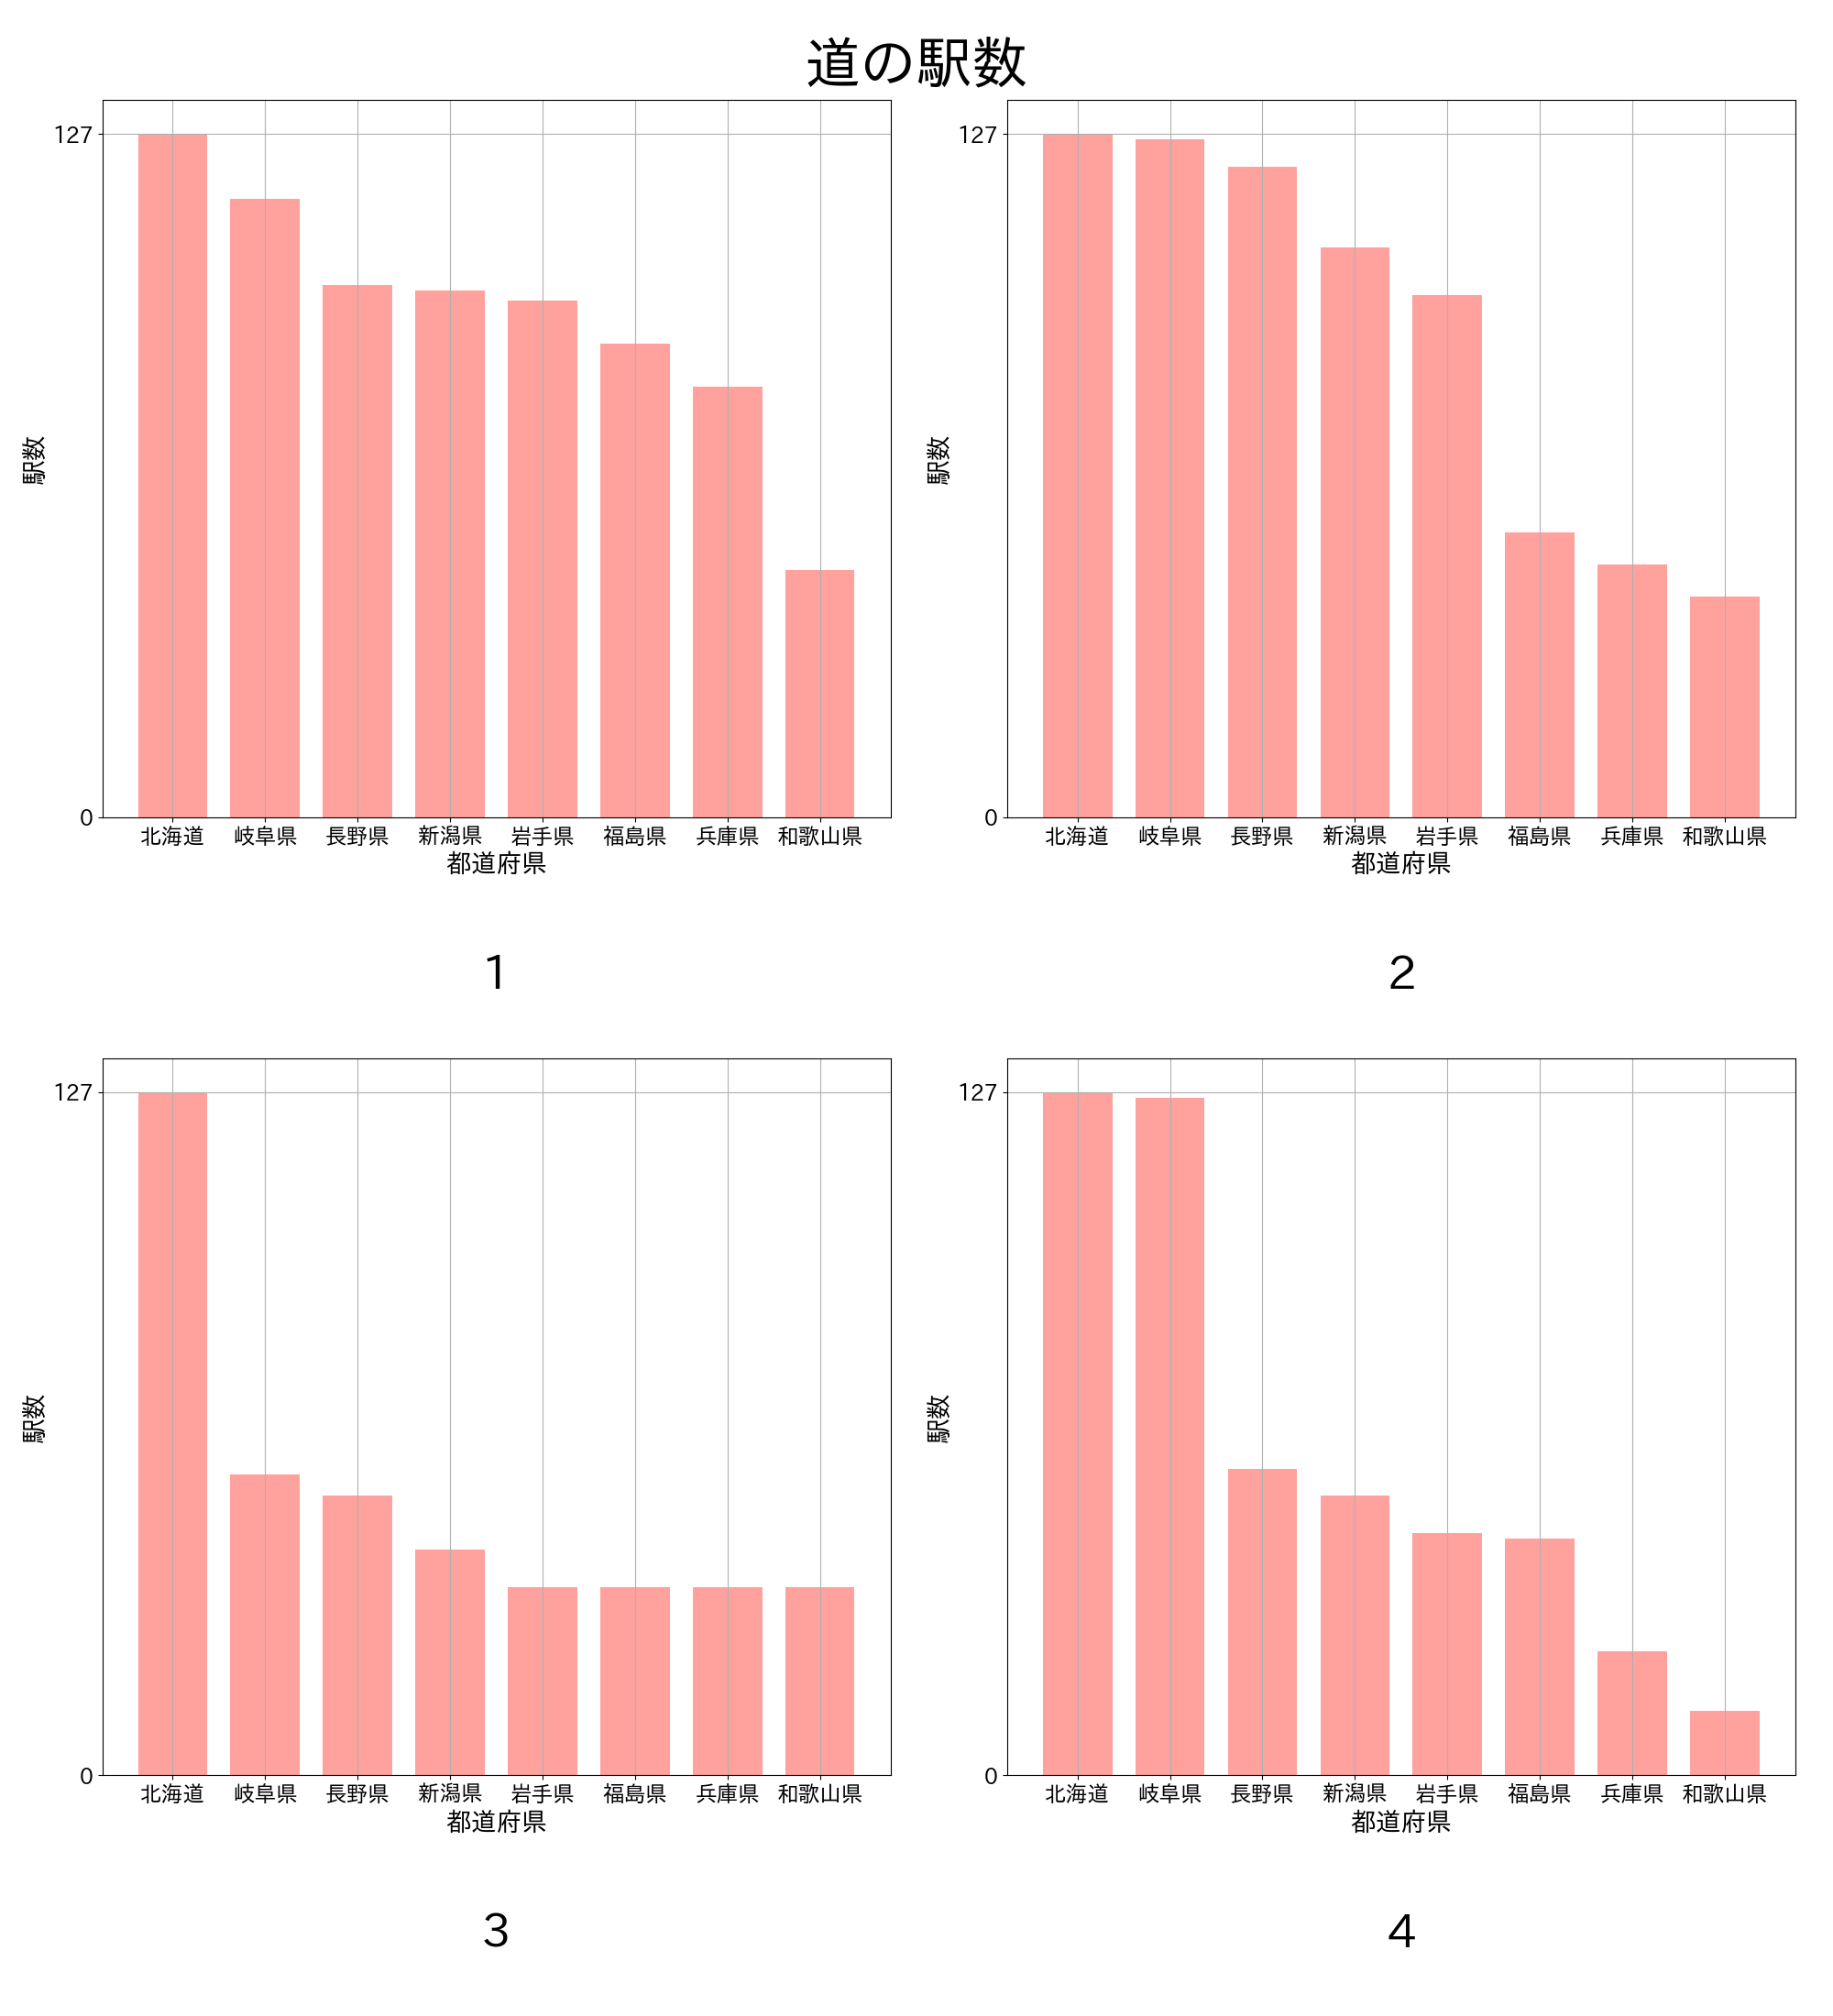 道の駅数
127
0
駅数
北海道 岐阜県 長野県 新潟県 岩手県 福島県 兵庫県 和歌山県
都道府県
1
127
0
駅数
北海道 岐阜県 長野県 新潟県 岩手県 福島県 兵庫県 和歌山県
都道府県
2
127
0
駅数
北海道 岐阜県 長野県 新潟県 岩手県 福島県 兵庫県 和歌山県
都道府県
3
127
0
駅数
北海道 岐阜県 長野県 新潟県 岩手県 福島県 兵庫県 和歌山県
都道府県
4